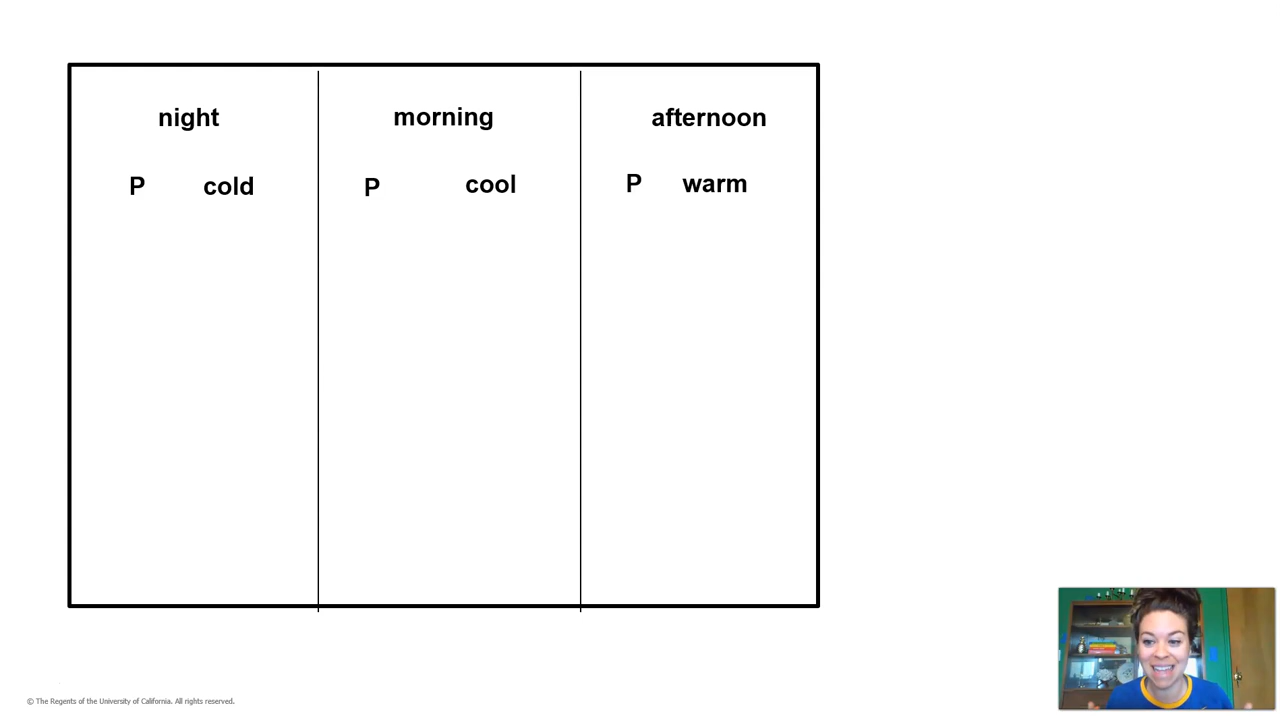 night morning afternoon
P cold P cool P warm
© The Regents of the University of California. All rights reserved.